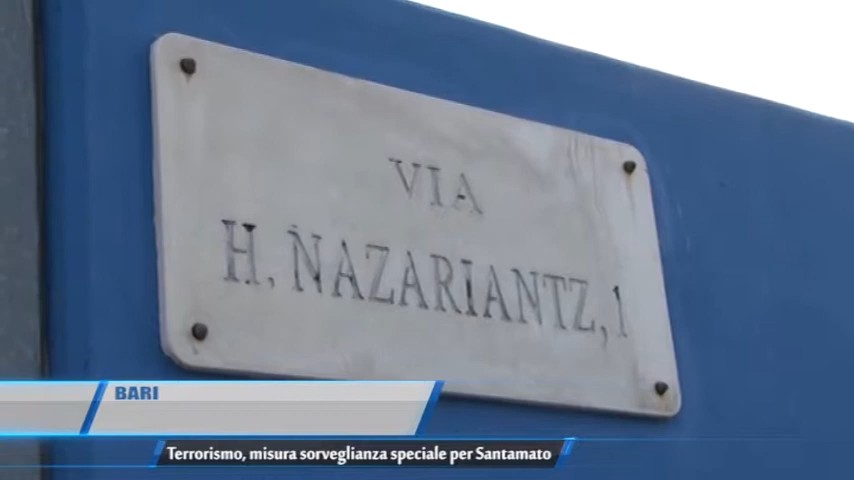 VIA
H. NAZARIANTZ, 1
BARI
Terrorismo, misura sorveglianza speciale per Santamato